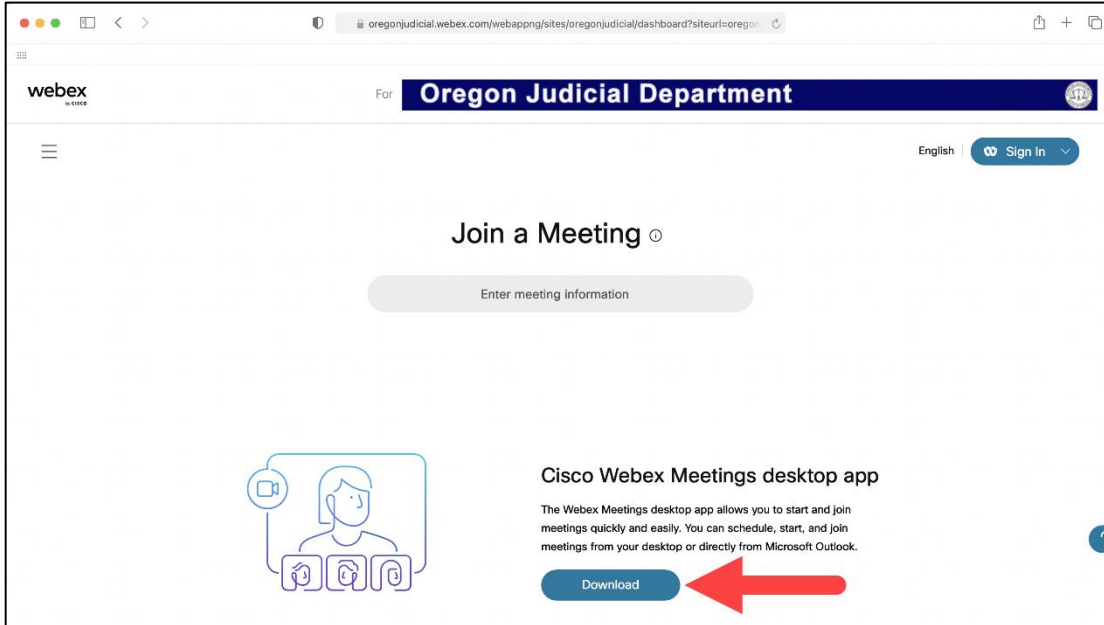 oregonjudicial.webex.com/webappng/sites/oregonjudicial/dashboard?siteurl=oregon
webex
by CISCO
For
Oregon Judicial Department
English
Sign In
Join a Meeting
Enter meeting information
Cisco Webex Meetings desktop app
The Webex Meetings desktop app allows you to start and join
meetings quickly and easily. You can schedule, start, and join
meetings from your desktop or directly from Microsoft Outlook.
Download